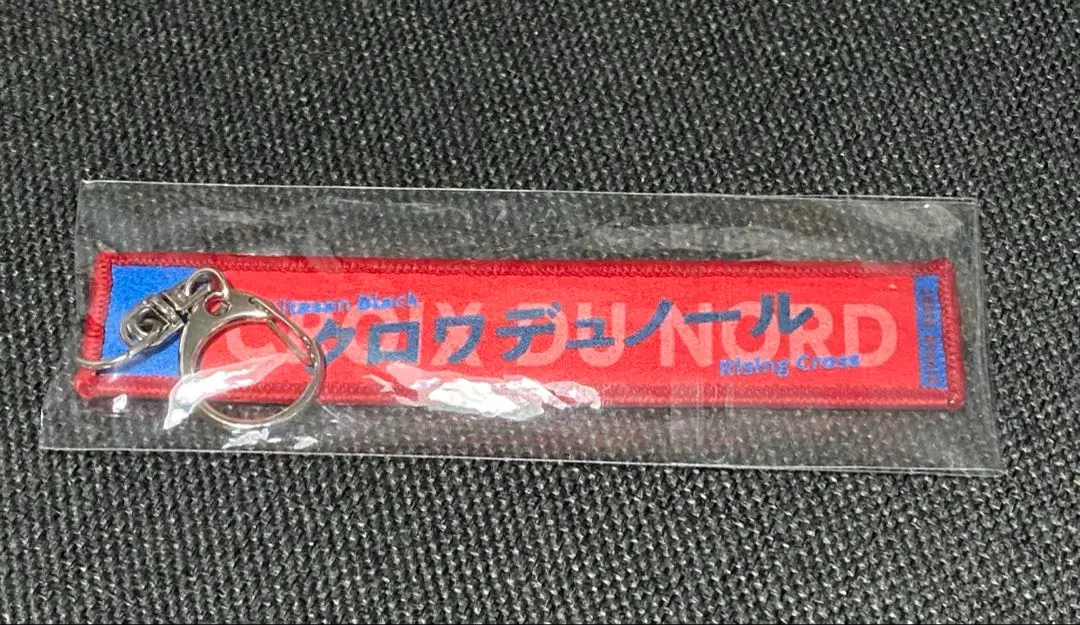 Kitasan Black
CROIX DU NORD
クロワデュノール
Rising Cross